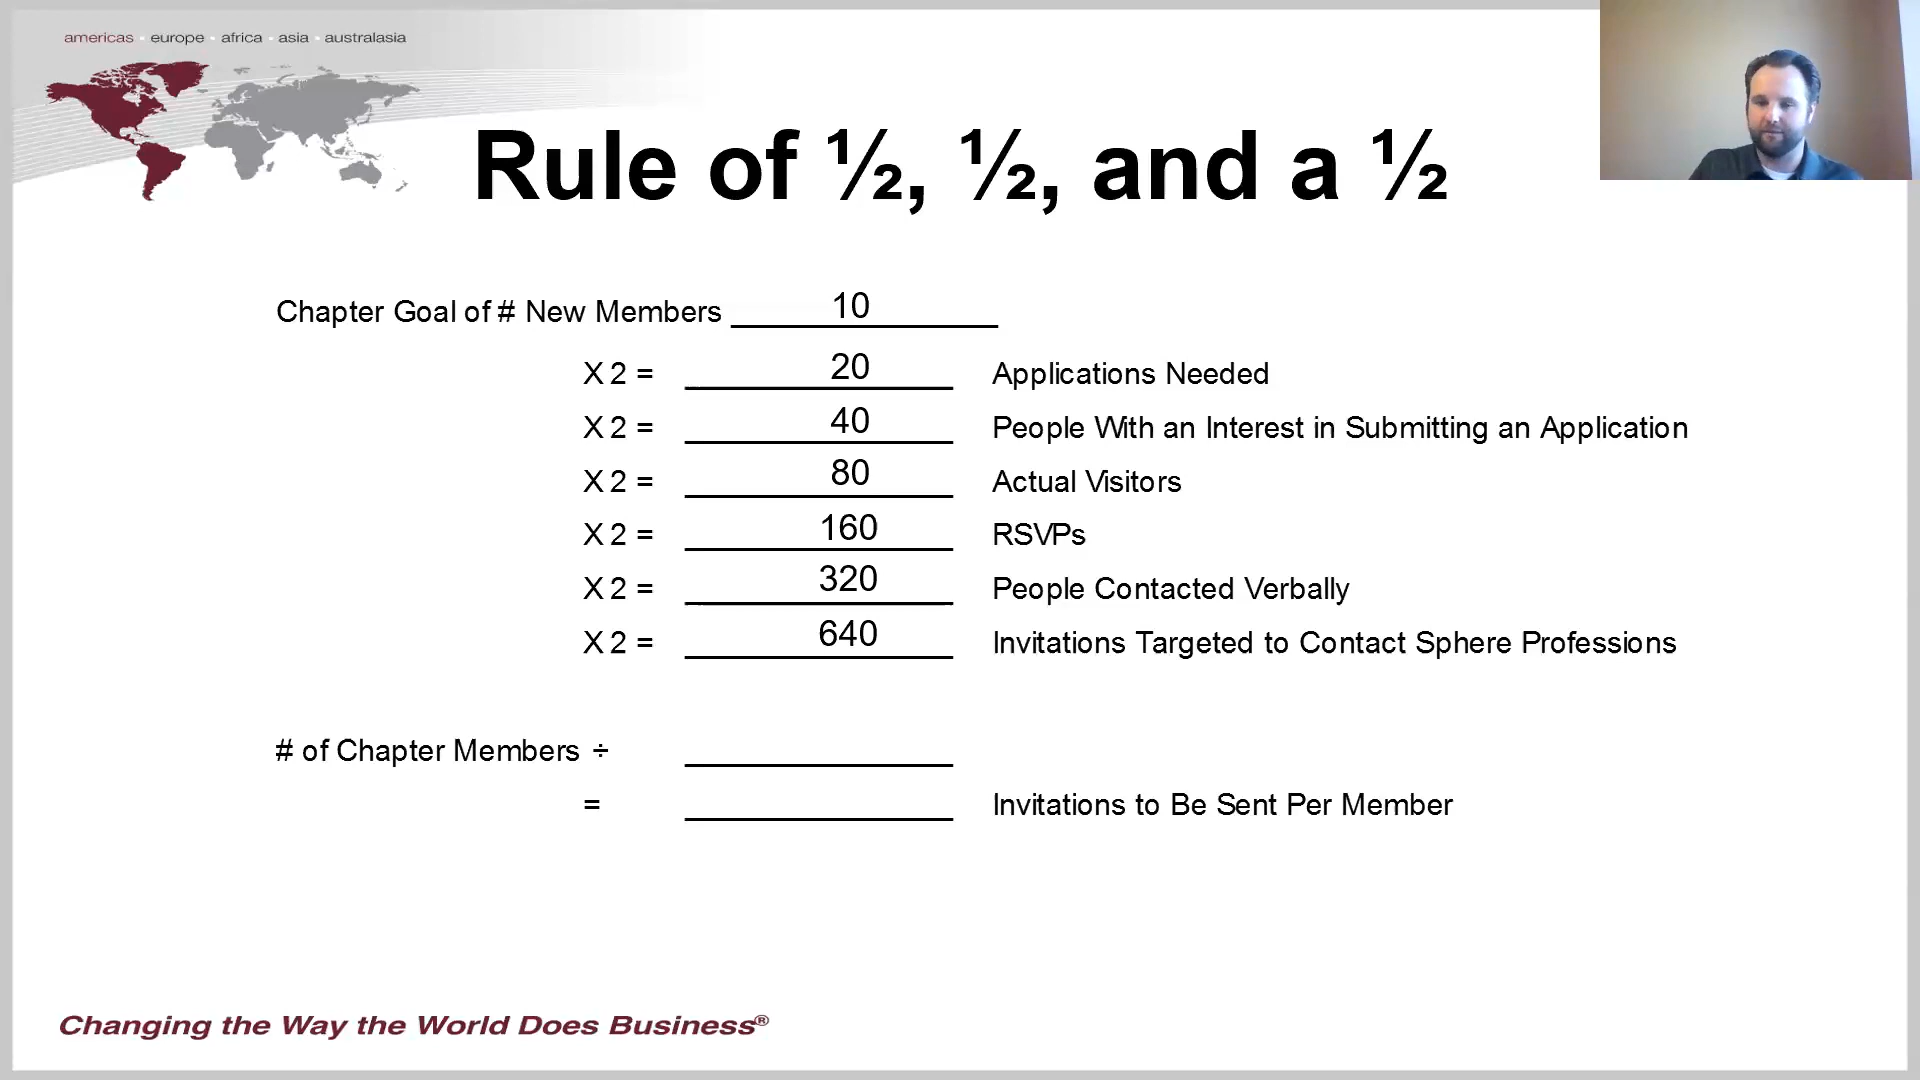 americas • europe • africa • asia • australasia
Rule of ½, ½, and a ½
Chapter Goal of # New Members 10
X 2 = 20 Applications Needed
X 2 = 40 People With an Interest in Submitting an Application
X 2 = 80 Actual Visitors
X 2 = 160 RSVPs
X 2 = 320 People Contacted Verbally
X 2 = 640 Invitations Targeted to Contact Sphere Professions
# of Chapter Members ÷
= Invitations to Be Sent Per Member
Changing the Way the World Does Business®